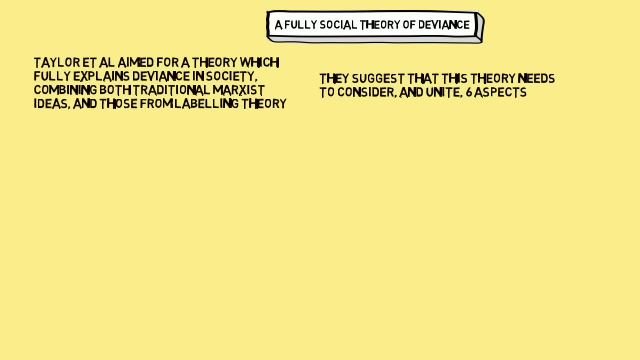 A FULLY SOCIAL THEORY OF DEVIANCE
TAYLOR ET AL AIMED FOR A THEORY WHICH
FULLY EXPLAINS DEVIANCE IN SOCIETY,
COMBINING BOTH TRADITIONAL MARXIST
IDEAS, AND THOSE FROM LABELLING THEORY
THEY SUGGEST THAT THIS THEORY NEEDS
TO CONSIDER, AND UNITE, 6 ASPECTS